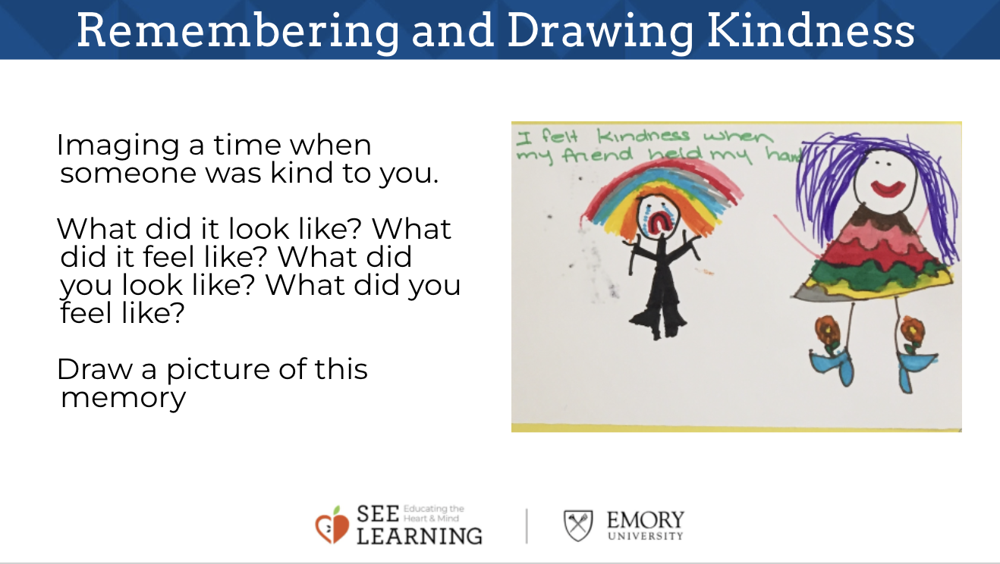 Remembering and Drawing Kindness
Imaging a time when
someone was kind to you.
What did it look like? What
did it feel like? What did
you look like? What did you
feel like?
Draw a picture of this
memory
I felt kindness when
my friend held my hand
SEE Educating the
Heart & Mind
LEARNING
EMORY
UNIVERSITY